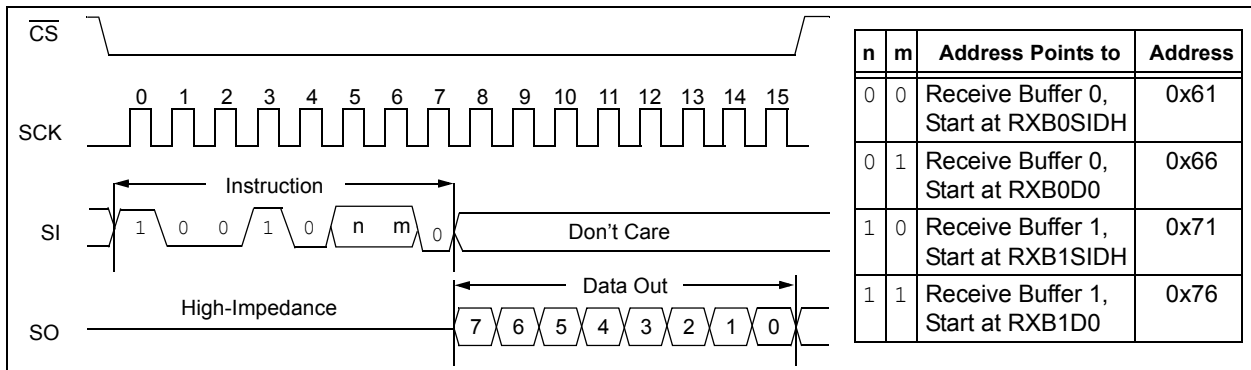 CS
0 1 2 3 4 5 6 7 8 9 10 11 12 13 14 15
SCK
Instruction
SI 1 0 0 1 0 n m 0 Don't Care
Data Out
High-Impedance
SO 7 6 5 4 3 2 1 0
n m Address Points to Address
0 0 Receive Buffer 0, 0x61
Start at RXB0SIDH
0 1 Receive Buffer 0, 0x66
Start at RXB0D0
1 0 Receive Buffer 1, 0x71
Start at RXB1SIDH
1 1 Receive Buffer 1, 0x76
Start at RXB1D0